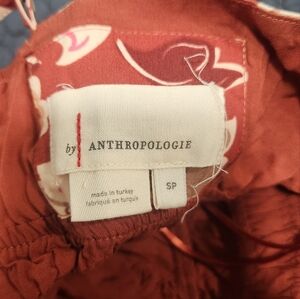 by ANTHROPOLOGIE
SP
made in turkey
fabriqué en turquie